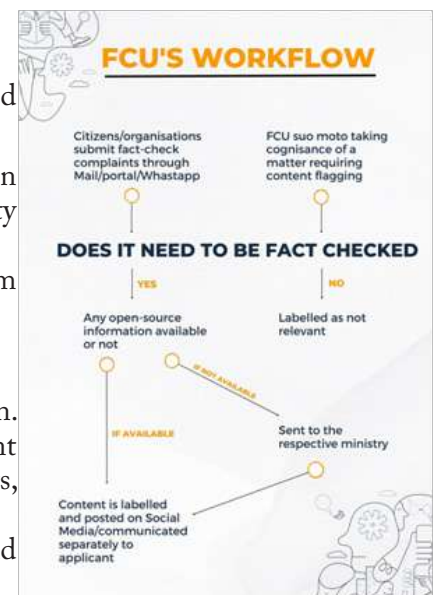 FCU'S WORKFLOW
Citizens/organisations
submit fact-check
complaints through
Mail/portal/Whastapp
FCU suo moto taking
cognisance of a
matter requiring
content flagging
DOES IT NEED TO BE FACT CHECKED
YES
NO
Any open-source
information available
or not
Labelled as not
relevant
IF NOT AVAILABLE
IF AVAILABLE
Sent to the
respective ministry
Content is labelled
and posted on Social
Media/communicated
separately to
applicant